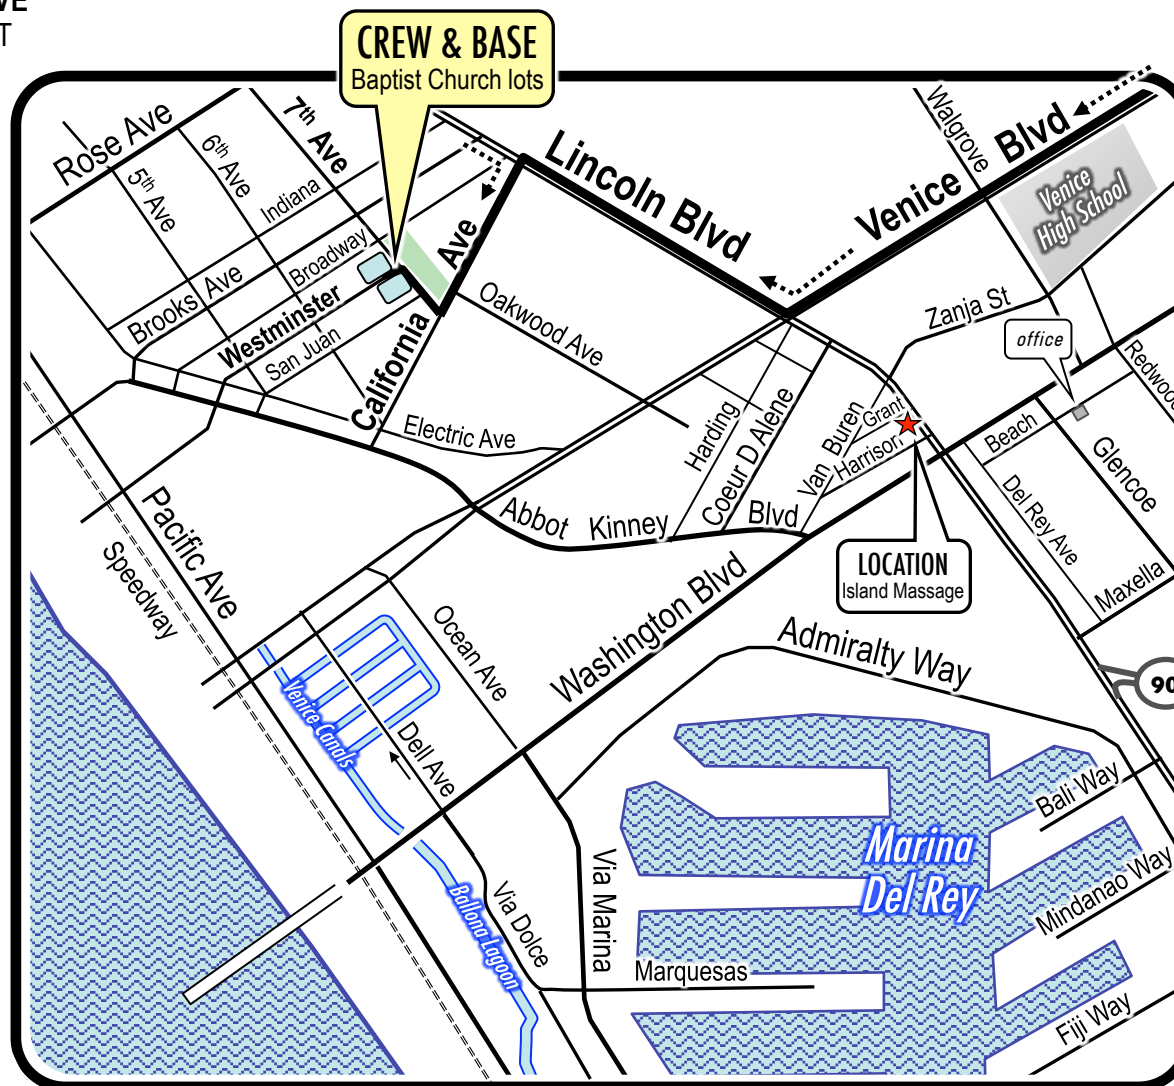 VE
T
CREW & BASE
Baptist Church lots
Rose Ave
7th Ave
6th Ave
5th Ave
Indiana
Brooks Ave
Broadway
Westminster
San Juan
California Ave
Lincoln Blvd
Venice Blvd
Walgrove
Venice
High School
Oakwood Ave
Zanja St
office
Redwood
Electric Ave
Harding
Coeur D Alene
Van Buren
Grant
Harrison
Beach
Glencoe
Del Rey Ave
Maxella
Abbot Kinney Blvd
LOCATION
Island Massage
Pacific Ave
Speedway
Ocean Ave
Washington Blvd
Admiralty Way
90
Venice Canals
Dell Ave
Bali Way
Marina
Del Rey
Mindanao Way
Ballona Lagoon
Via Dolce
Via Marina
Marquesas
Fiji Way